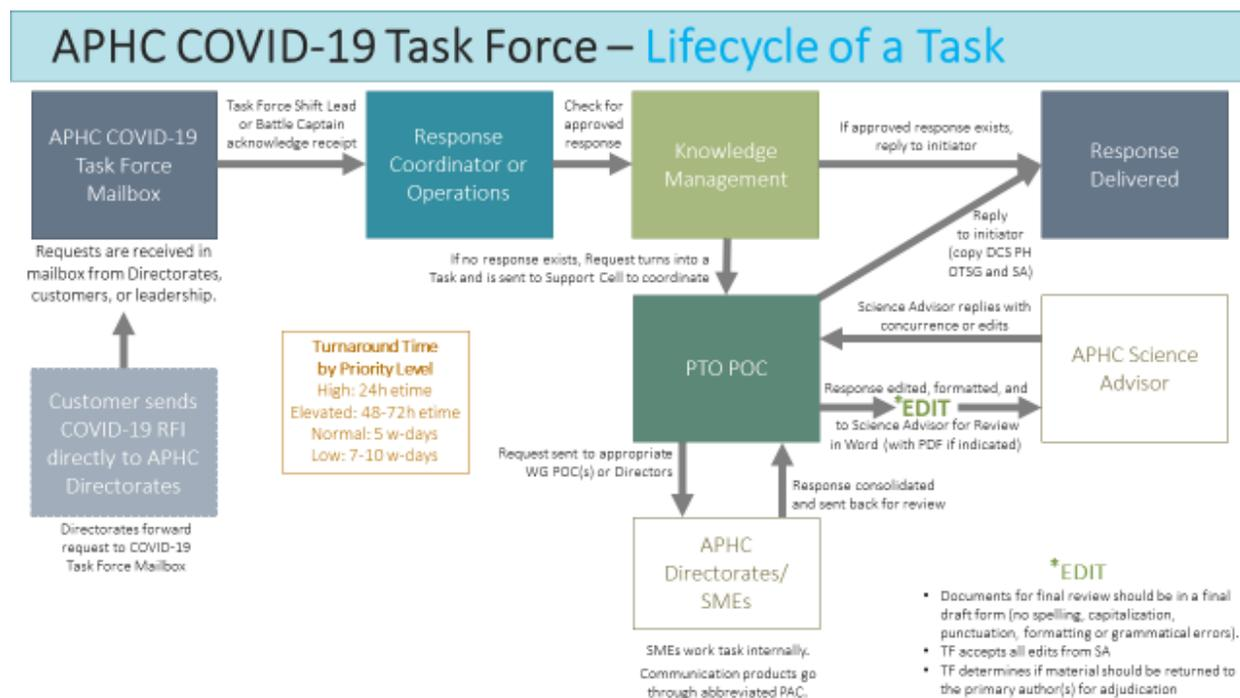 APHC COVID-19 Task Force – Lifecycle of a Task
APHC COVID-19
Task Force
Mailbox
Task Force Shift Lead
or Battle Captain
acknowledge receipt
Response
Coordinator or
Operations
Check for
approved
response
Knowledge
Management
If approved response exists,
reply to initiator
Response
Delivered
Requests are received in
mailbox from Directorates,
customers, or leadership.
If no response exists, Request turns into a
Task and is sent to Support Cell to coordinate
Reply
to initiator
(copy DCS PH
OTSG and SA)
Customer sends
COVID-19 RFI
directly to APHC
Directorates
Directorates forward
request to COVID-19
Task Force Mailbox
Turnaround Time
by Priority Level
High: 24h etime
Elevated: 48-72h etime
Normal: 5 w-days
Low: 7-10 w-days
PTO POC
Science Advisor replies with
concurrence or edits
APHC Science
Advisor
Response edited, formatted, and
*EDIT
to Science Advisor for Review
in Word (with PDF if indicated)
Request sent to appropriate
WG POC(s) or Directors
Response consolidated
and sent back for review
APHC
Directorates/
SMEs
SMEs work task internally.
Communication products go
through abbreviated PAC.
*EDIT
• Documents for final review should be in a final
draft form (no spelling, capitalization,
punctuation, formatting or grammatical errors).
• TF accepts all edits from SA
• TF determines if material should be returned to
the primary author(s) for adjudication